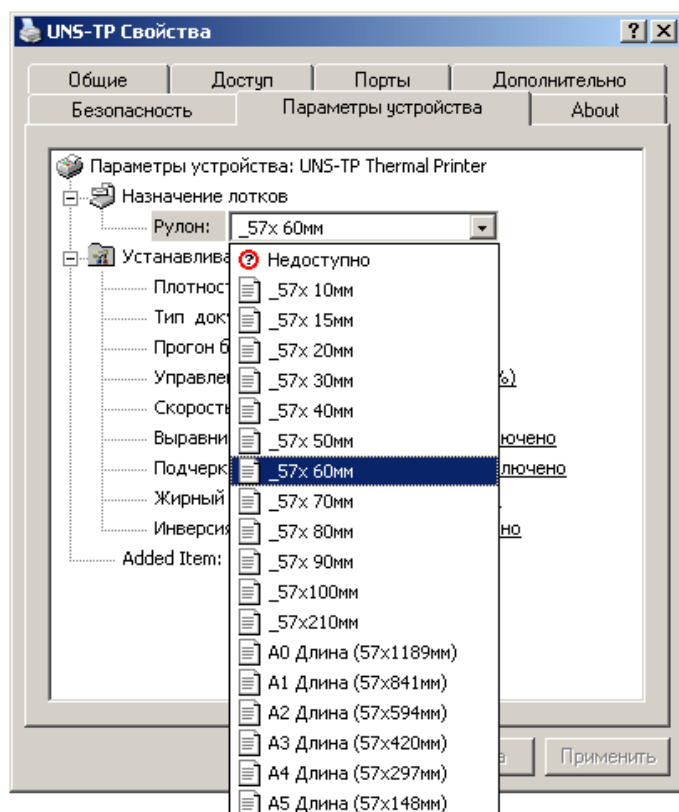 UNS-TP Свойства
Общие Доступ Порты Дополнительно
Безопасность Параметры устройства About
Параметры устройства: UNS-TP Thermal Printer
Назначение лотков
Рулон: _57x 60мм
Устанавлива
Недоступно
Плотност
_57x 10мм
Тип док
_57x 15мм
Прогон б
_57x 20мм
Управле
_57x 30мм
%)
Скорость
_57x 40мм
Выравни
_57x 50мм
ючено
Подчерк
_57x 60мм
лючено
Жирный
_57x 70мм
Инверсия
_57x 80мм
но
Added Item:
_57x 90мм
_57x100мм
_57x210мм
A0 Длина (57x1189мм)
A1 Длина (57x841мм)
A2 Длина (57x594мм)
A3 Длина (57x420мм)
Применить
A4 Длина (57x297мм)
A5 Длина (57x148мм)